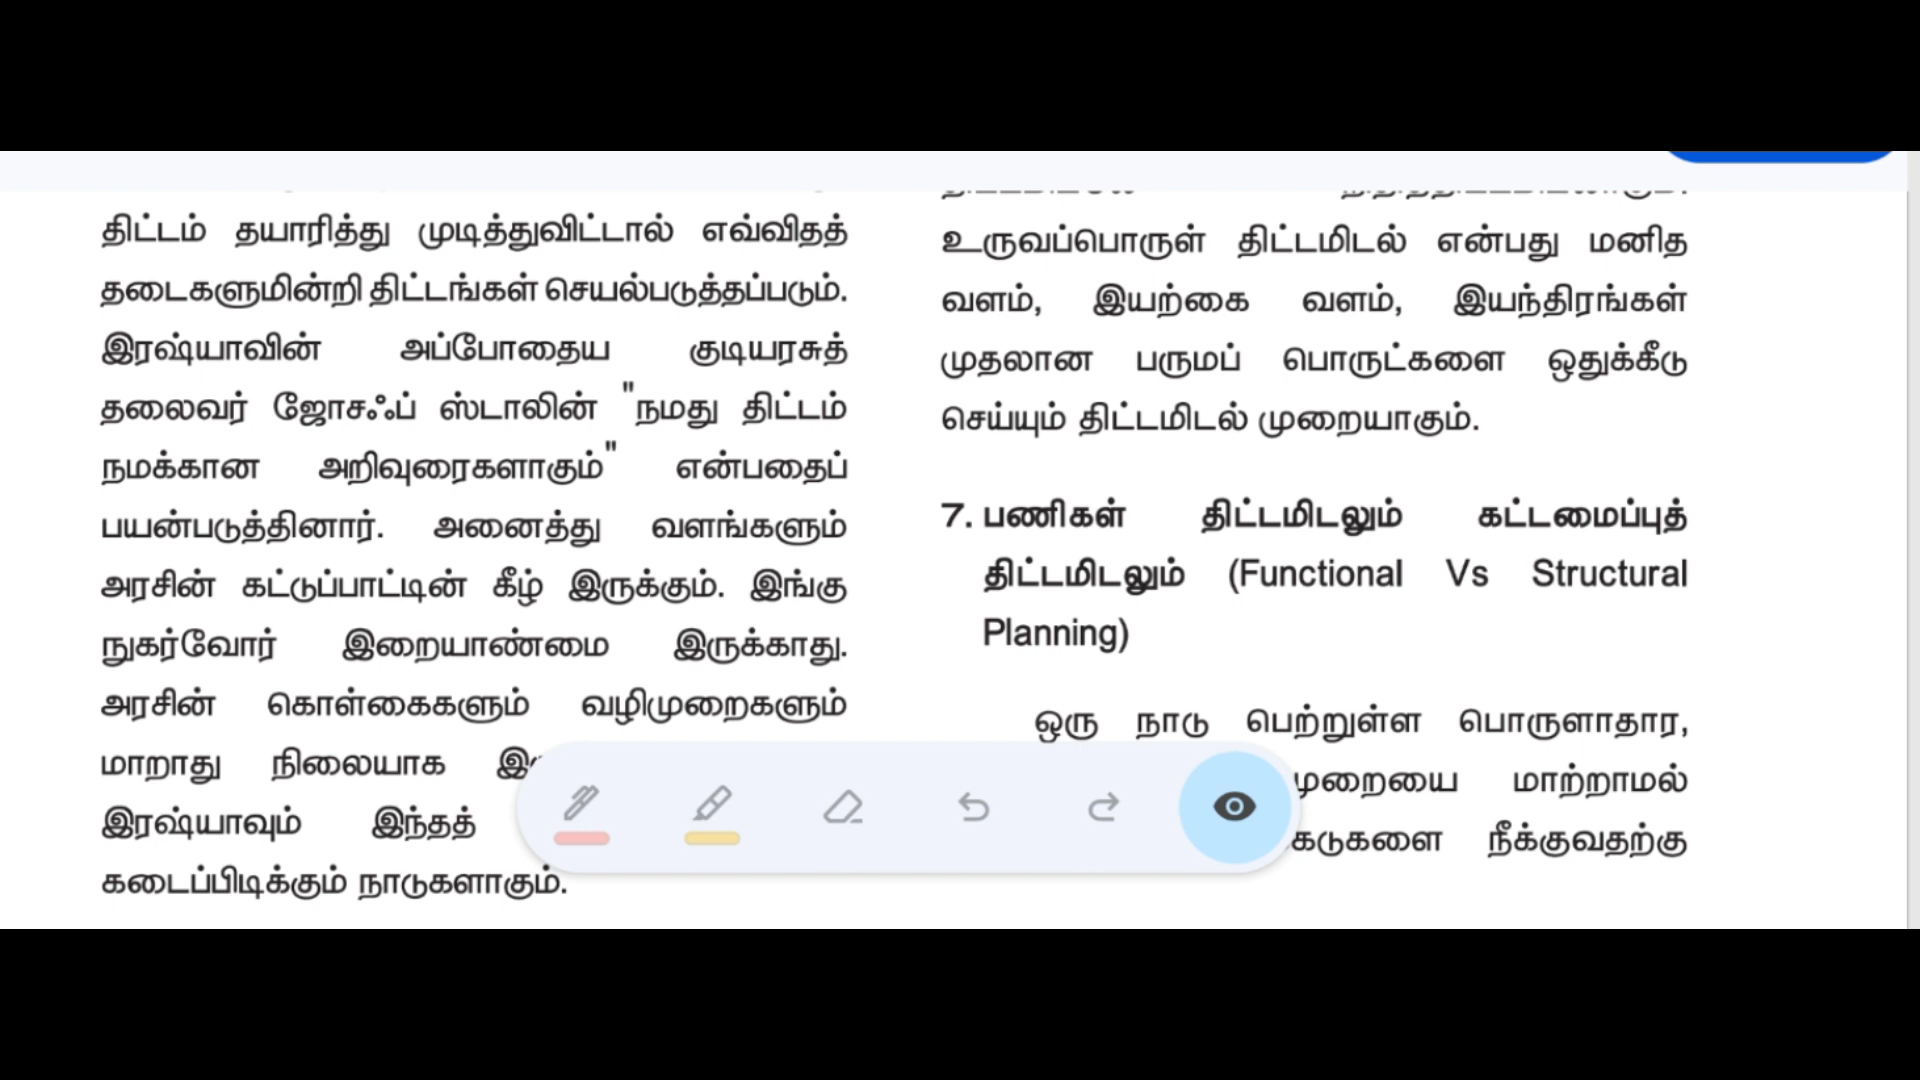 திட்டம் தயாரித்து முடித்துவிட்டால் எவ்விதத்
தடைகளுமின்றி திட்டங்கள் செயல்படுத்தப்படும்.
இரஷ்யாவின் அப்போதைய குடியரசுத்
தலைவர் ஜோசஃப் ஸ்டாலின் "நமது திட்டம்
நமக்கான அறிவுரைகளாகும்" என்பதைப்
பயன்படுத்தினார். அனைத்து வளங்களும்
அரசின் கட்டுப்பாட்டின் கீழ் இருக்கும். இங்கு
நுகர்வோர் இறையாண்மை இருக்காது.
அரசின் கொள்கைகளும் வழிமுறைகளும்
மாறாது நிலையாக
இரஷ்யாவும் இந்தத்
கடைப்பிடிக்கும் நாடுகளாகும்.
உருவப்பொருள் திட்டமிடல் என்பது மனித
வளம், இயற்கை வளம், இயந்திரங்கள்
முதலான பருமப் பொருட்களை ஒதுக்கீடு
செய்யும் திட்டமிடல் முறையாகும்.
7. பணிகள் திட்டமிடலும் கட்டமைப்புத்
திட்டமிடலும் (Functional Vs Structural
Planning)
ஒரு நாடு பெற்றுள்ள பொருளாதார,
முறையை மாற்றாமல்
நீக்குவதற்கு